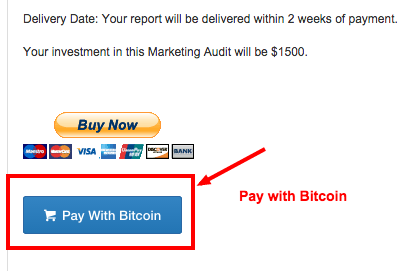 Delivery Date: Your report will be delivered within 2 weeks of payment.
Your investment in this Marketing Audit will be $1500.
Buy Now
Maestro MasterCard VISA UnionPay DISCOVER BANK
Pay With Bitcoin
Pay with Bitcoin